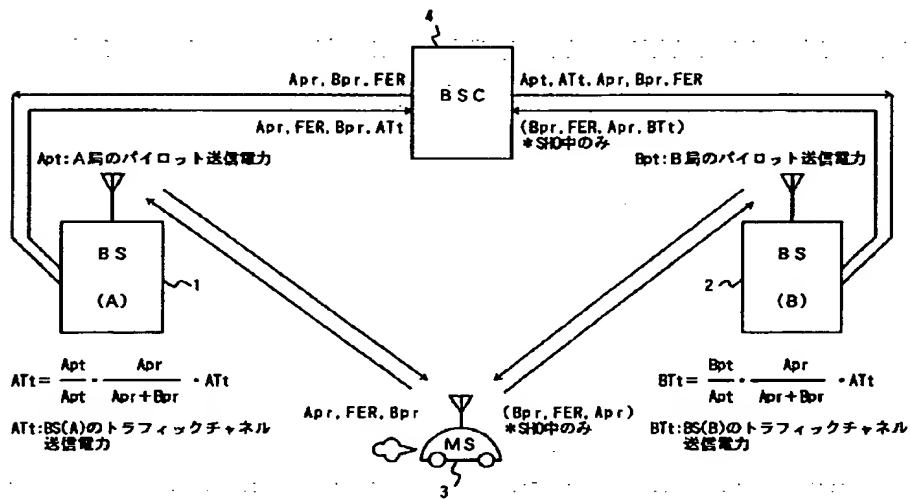 4
BSC
Apr, Bpr, FER
Apt, ATt, Apr, Bpr, FER
Apr, FER, Bpr, ATt
(Bpr, FER, Apr, BTt)
*SHO中のみ
Apt:A局のパイロット送信電力
Bpt:B局のパイロット送信電力
BS
(A)
1
2
BS
(B)
ATt= Apt/Apt · Apr/Apr+Bpr · ATt
BTt= Bpt/Apt · Apr/Apr+Bpr · ATt
ATt:BS(A)のトラフィックチャネル
送信電力
Apr, FER, Bpr
(Bpr, FER, Apr)
*SHO中のみ
BTt:BS(B)のトラフィックチャネル
送信電力
MS
3